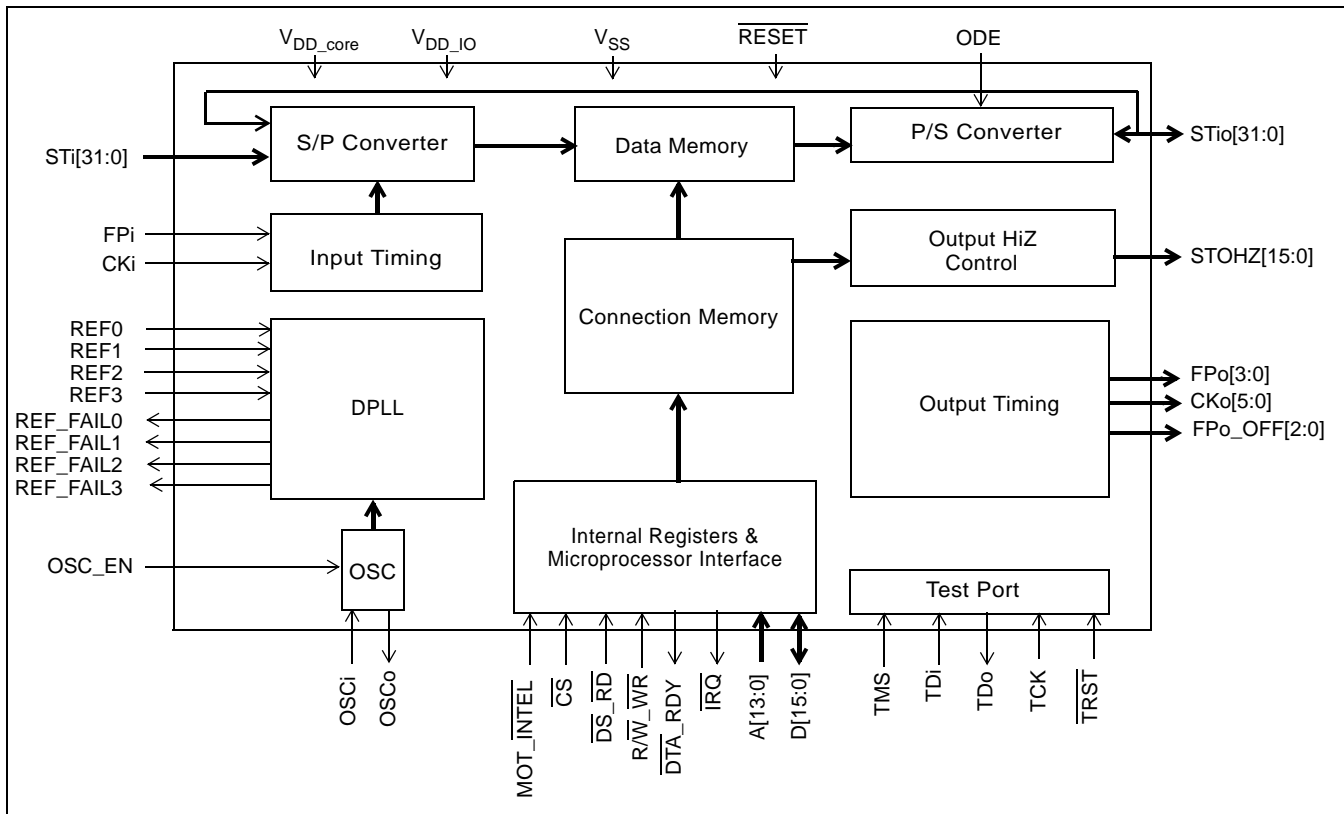 VDD_core
VDD_IO
VSS
RESET
ODE
S/P Converter
Data Memory
P/S Converter
STi[31:0]
STio[31:0]
FPi
CKi
Input Timing
Output HiZ
Control
STOHZ[15:0]
REF0
REF1
REF2
REF3
REF_FAIL0
REF_FAIL1
REF_FAIL2
REF_FAIL3
DPLL
Connection Memory
Output Timing
FPo[3:0]
CKo[5:0]
FPo_OFF[2:0]
OSC_EN
OSC
Internal Registers &
Microprocessor Interface
Test Port
OSCi
OSCo
MOT_INTEL
CS
DS_RD
R/W_WR
DTA_RDY
IRQ
A[13:0]
D[15:0]
TMS
TDi
TDo
TCK
TRST